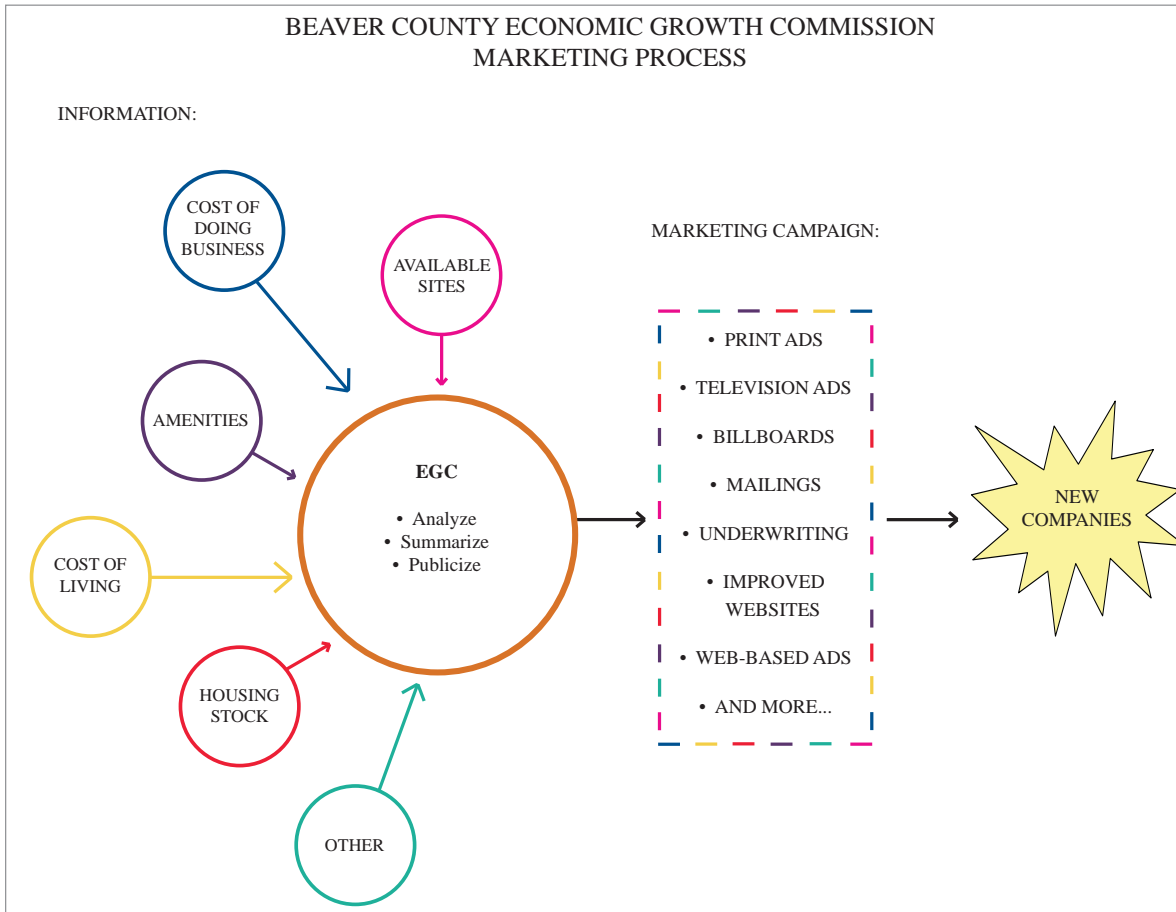 BEAVER COUNTY ECONOMIC GROWTH COMMISSION
MARKETING PROCESS
INFORMATION:
COST OF
DOING
BUSINESS
AVAILABLE
SITES
AMENITIES
COST OF
LIVING
HOUSING
STOCK
OTHER
EGC
• Analyze
• Summarize
• Publicize
MARKETING CAMPAIGN:
• PRINT ADS
• TELEVISION ADS
• BILLBOARDS
• MAILINGS
• UNDERWRITING
• IMPROVED
WEBSITES
• WEB-BASED ADS
• AND MORE...
NEW
COMPANIES